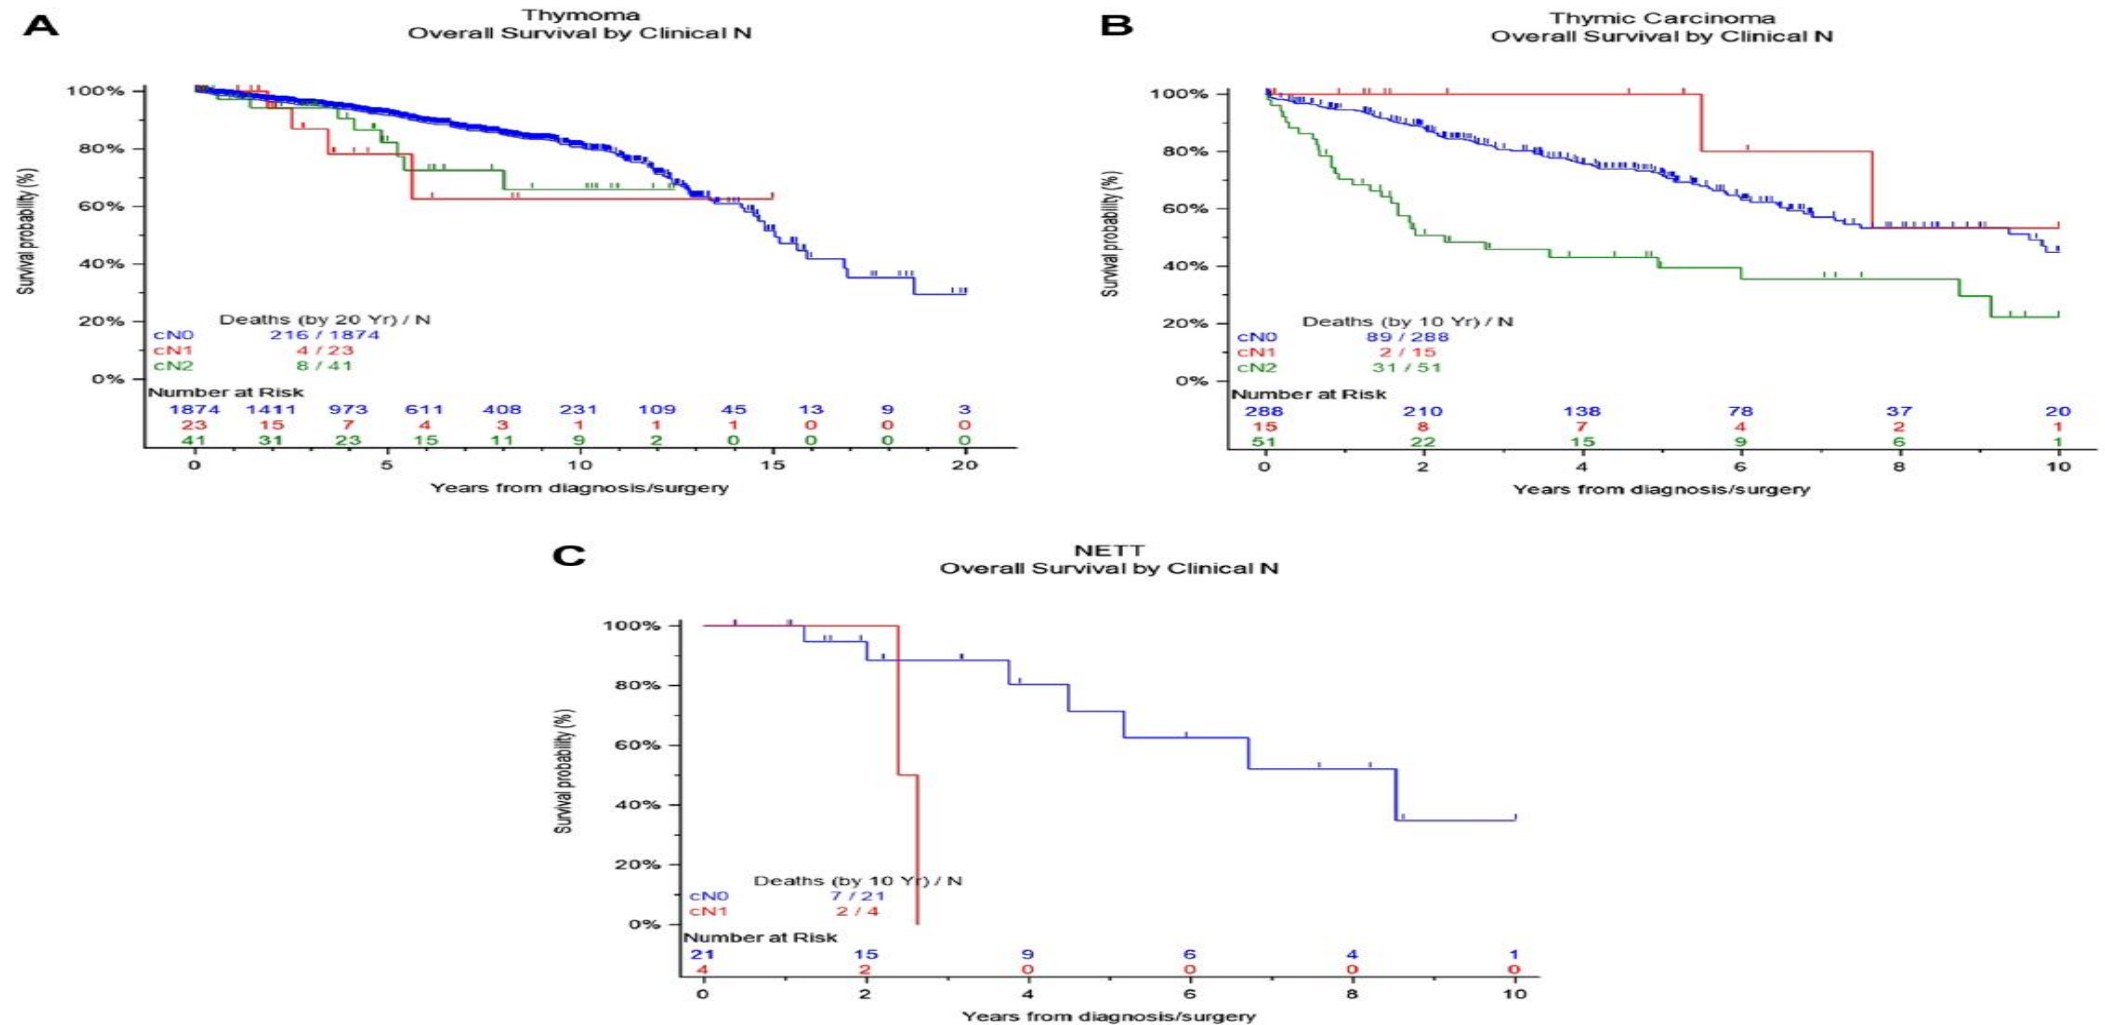 A
Thymoma
Overall Survival by Clinical N
Survival probability (%)
100%
80%
60%
40%
20%
0%
Deaths (by 20 Yr) / N
cN0 216 / 1874
cN1 4 / 23
cN2 8 / 41
Number at Risk
1874 1411 973 611 408 231 109 45 13 9 3
23 15 7 4 3 1 1 1 0 0 0
41 31 23 15 11 9 2 0 0 0 0
0 5 10 15 20
Years from diagnosis/surgery
B
Thymic Carcinoma
Overall Survival by Clinical N
Survival probability (%)
100%
80%
60%
40%
20%
0%
Deaths (by 10 Yr) / N
cN0 89 / 288
cN1 2 / 15
cN2 31 / 51
Number at Risk
288 210 138 78 37 20
15 8 7 4 2 1
51 22 15 9 6 1
0 2 4 6 8 10
Years from diagnosis/surgery
C
NETT
Overall Survival by Clinical N
Survival probability (%)
100%
80%
60%
40%
20%
0%
Deaths (by 10 Yr) / N
cN0 7 / 21
cN1 2 / 4
Number at Risk
21 15 9 6 4 1
4 2 0 0 0 0
0 2 4 6 8 10
Years from diagnosis/surgery